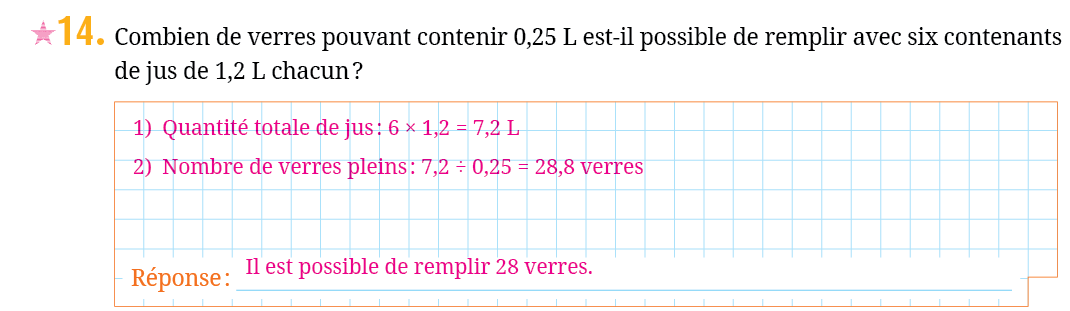 14. Combien de verres pouvant contenir 0,25 L est-il possible de remplir avec six contenants
de jus de 1,2 L chacun ?
1) Quantité totale de jus : 6 × 1,2 = 7,2 L
2) Nombre de verres pleins : 7,2 ÷ 0,25 = 28,8 verres
Réponse : Il est possible de remplir 28 verres.